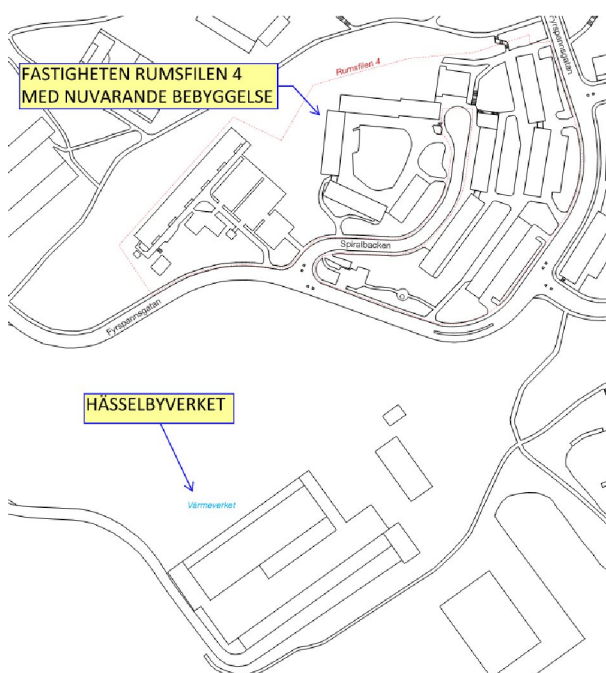 Fyrspannsgatan
Rumsfilen 4
FASTIGHETEN RUMSFILEN 4
MED NUVARANDE BEBYGGELSE
Spiralbacken
Fyrspannsgatan
HÄSSELBYVERKET
Värmeverket